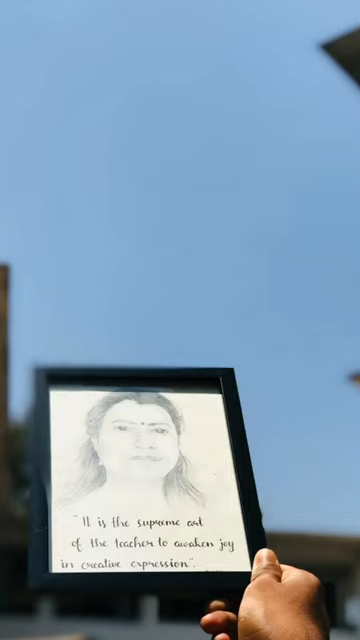 "It is the supreme art
of the teacher to awaken joy
in creative expression".